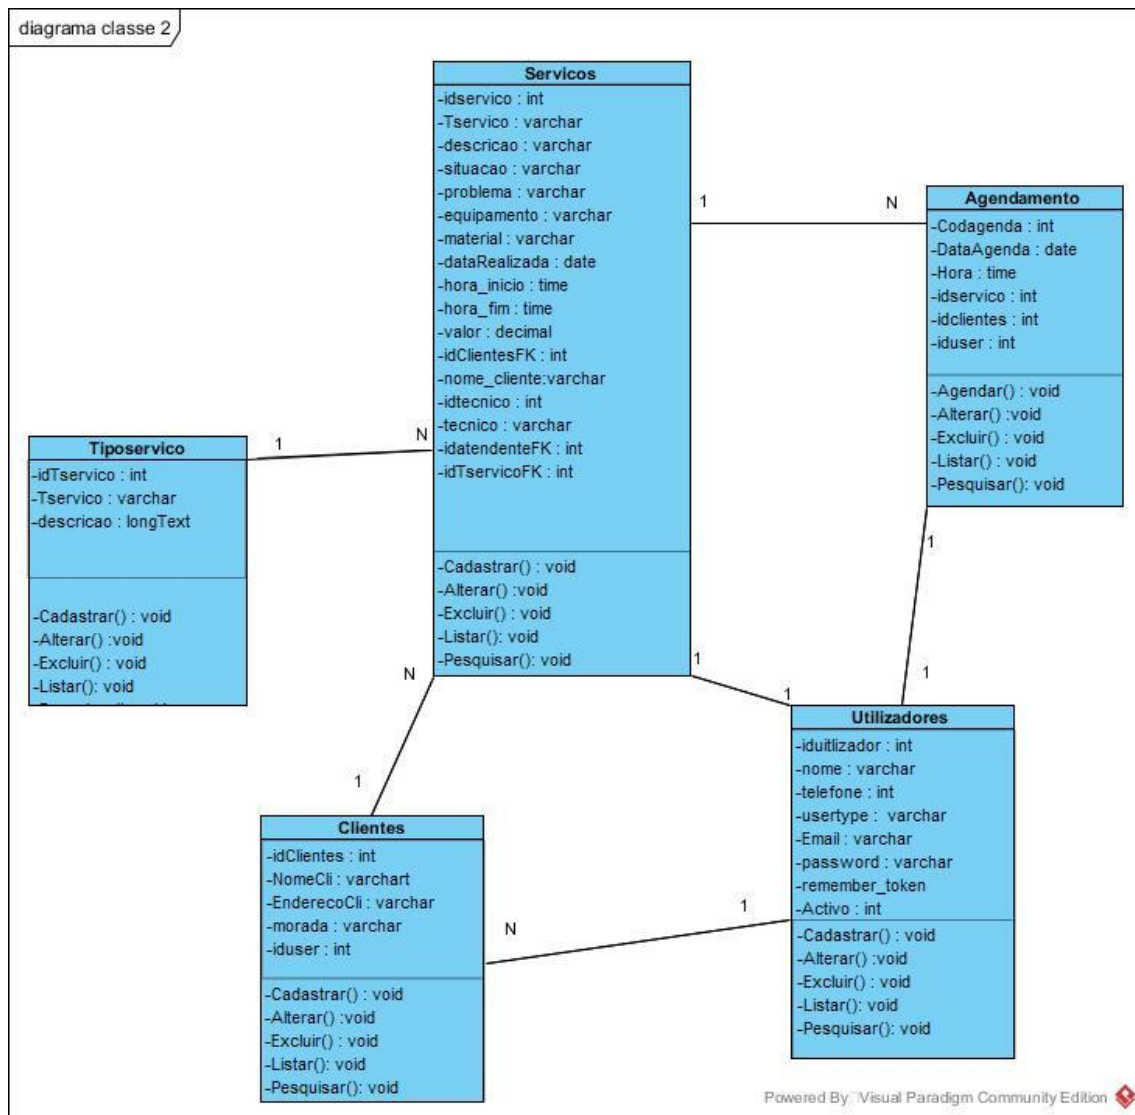 diagrama classe 2
Servicos
-idservico : int
-Tservico : varchar
-descricao : varchar
-situacao : varchar
-problema : varchar
-equipamento : varchar
-material : varchar
-dataRealizada : date
-hora_inicio : time
-hora_fim : time
-valor : decimal
-idClientesFK : int
-nome_cliente:varchar
-idtecnico : int
-tecnico : varchar
-idatendenteFK : int
-idTservicoFK : int
-Cadastrar() : void
-Alterar() :void
-Excluir() : void
-Listar(): void
-Pesquisar(): void
1
N
Agendamento
-Codagenda : int
-DataAgenda : date
-Hora : time
-idservico : int
-idclientes : int
-iduser : int
-Agendar() : void
-Alterar() :void
-Excluir() : void
-Listar() : void
-Pesquisar(): void
1
N
Tiposervico
-idTservico : int
-Tservico : varchar
-descricao : longText
-Cadastrar() : void
-Alterar() :void
-Excluir() : void
-Listar(): void
1
1
1
1
N
1
Utilizadores
-iduitlizador : int
-nome : varchar
-telefone : int
-usertype : varchar
-Email : varchar
-password : varchar
-remember_token
-Activo : int
-Cadastrar() : void
-Alterar() :void
-Excluir() : void
-Listar(): void
-Pesquisar(): void
Clientes
-idClientes : int
-NomeCli : varchart
-EnderecoCli : varchar
-morada : varchar
-iduser : int
-Cadastrar() : void
-Alterar() :void
-Excluir() : void
-Listar(): void
-Pesquisar(): void
N
1
Powered By Visual Paradigm Community Edition